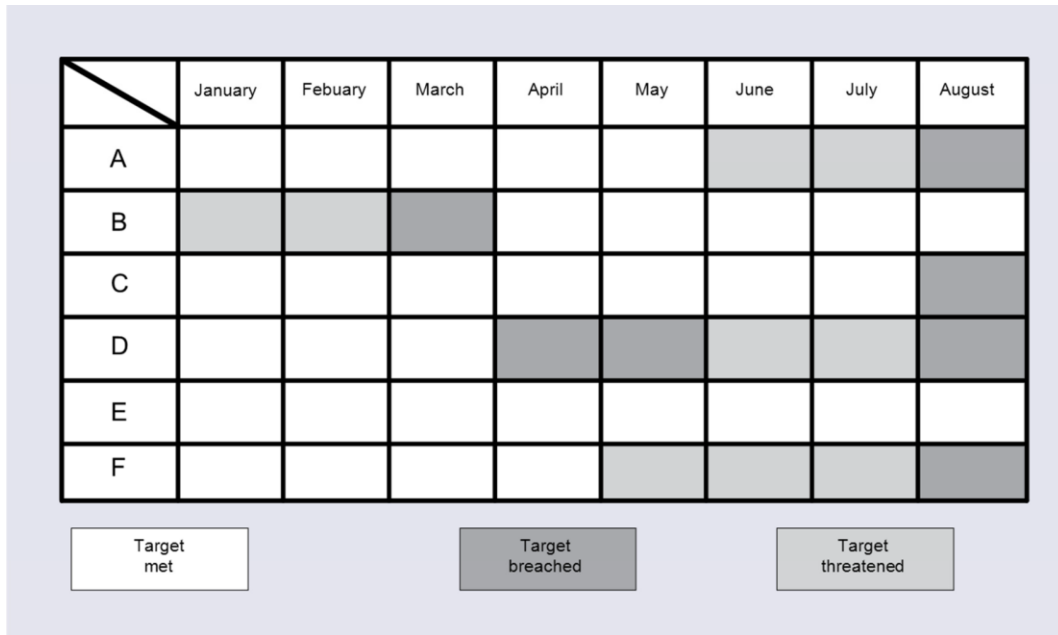 January Febuary March April May June July August
A
B
C
D
E
F
Target Target Target
met breached threatened